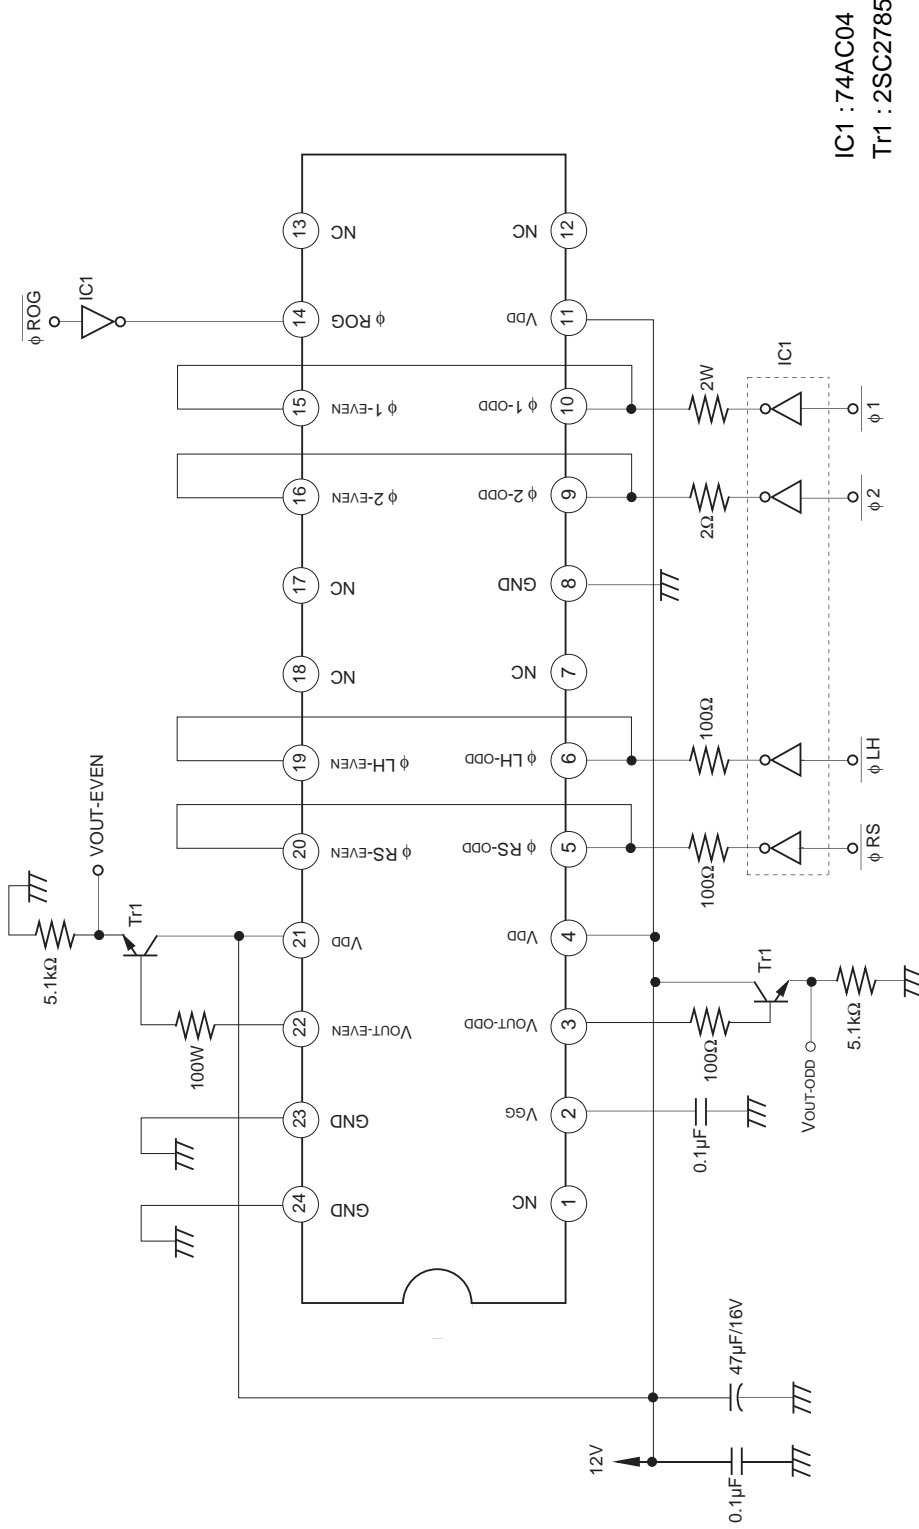 φ ROG
5.1kΩ
VOUT-EVEN
IC1
Tr1
100W
24 23 22 21 20 19 18 17 16 15 14 13
GND GND VOUT-EVEN VDD φ RS-EVEN φ LH-EVEN NC NC φ 2-EVEN φ 1-EVEN φ ROG NC
NC VGG VOUT-ODD VDD φ RS-ODD φ LH-ODD NC GND φ 2-ODD φ 1-ODD VDD NC
1 2 3 4 5 6 7 8 9 10 11 12
12V
0.1µF
47µF/16V
0.1µF
100Ω
Tr1
100Ω
100Ω
2Ω
2W
IC1
VOUT-ODD
5.1kΩ
φ RS
φ LH
φ 2
φ 1
IC1 : 74AC04
Tr1 : 2SC2785